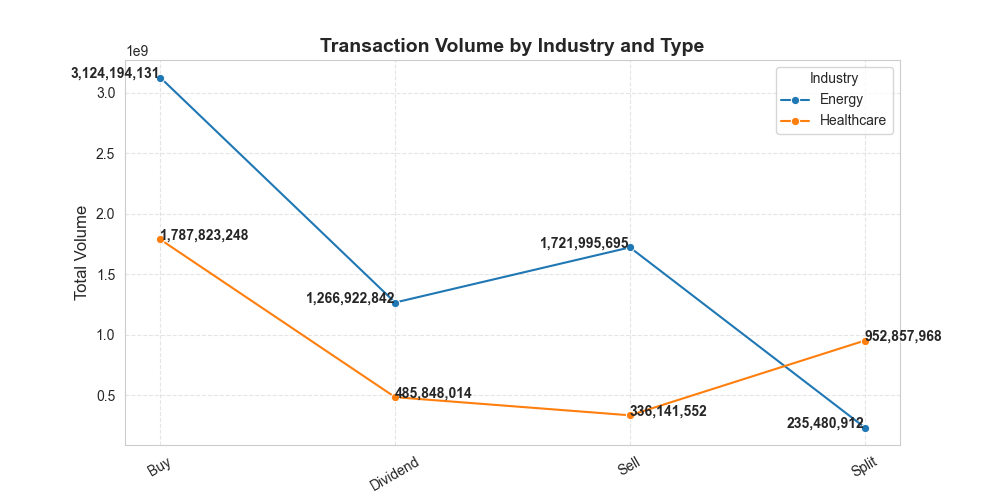 Transaction Volume by Industry and Type
1e9
3,124,194,131
Industry
Energy
Healthcare
3.0
2.5
2.0
1.5
1.0
0.5
Total Volume
1,787,823,248
1,721,995,695
1,266,922,842
952,857,968
485,848,014
336,141,552
235,480,912
Buy
Dividend
Sell
Split